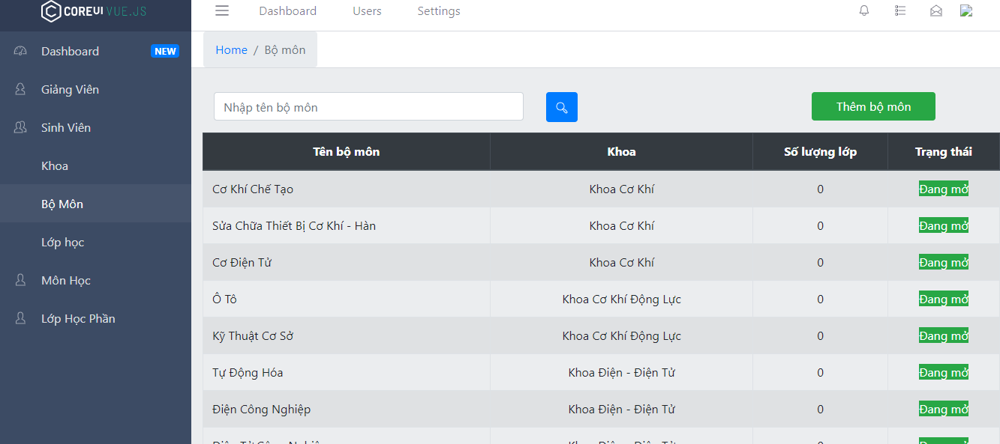 COREUI VUE.JS
Dashboard Users Settings
Dashboard NEW
Giảng Viên
Sinh Viên
Khoa
Bộ Môn
Lớp học
Môn Học
Lớp Học Phần
Home / Bộ môn
Nhập tên bộ môn
Thêm bộ môn
Tên bộ môn Khoa Số lượng lớp Trạng thái
Cơ Khí Chế Tạo Khoa Cơ Khí 0 Đang mở
Sửa Chữa Thiết Bị Cơ Khí - Hàn Khoa Cơ Khí 0 Đang mở
Cơ Điện Tử Khoa Cơ Khí 0 Đang mở
Ô Tô Khoa Cơ Khí Động Lực 0 Đang mở
Kỹ Thuật Cơ Sở Khoa Cơ Khí Động Lực 0 Đang mở
Tự Động Hóa Khoa Điện - Điện Tử 0 Đang mở
Điện Công Nghiệp Khoa Điện - Điện Tử 0 Đang mở